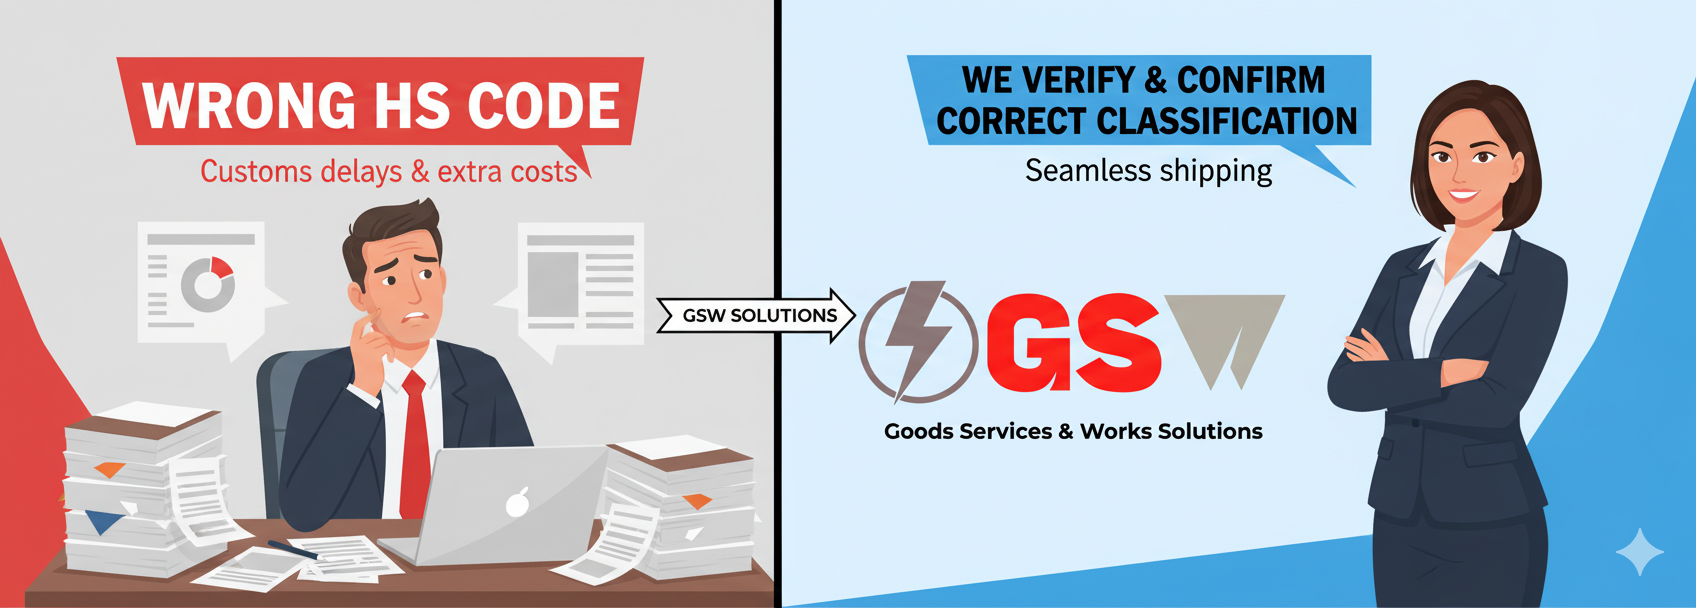 WRONG HS CODE
Customs delays & extra costs
GSW SOLUTIONS
WE VERIFY & CONFIRM
CORRECT CLASSIFICATION
Seamless shipping
GSW
Goods Services & Works Solutions